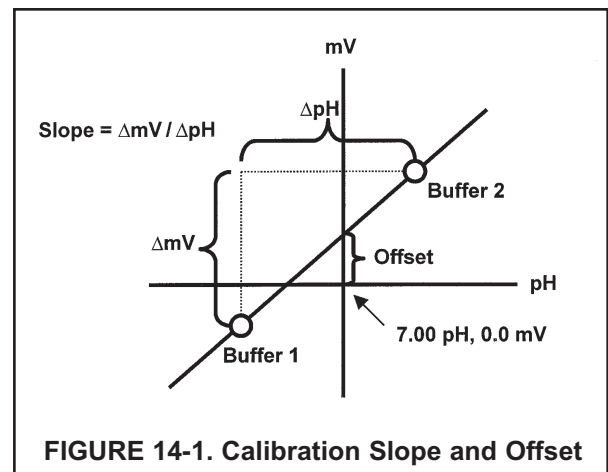 mV
ΔpH
Slope = ΔmV / ΔpH
Buffer 2
ΔmV
Offset
pH
7.00 pH, 0.0 mV
Buffer 1
FIGURE 14-1. Calibration Slope and Offset